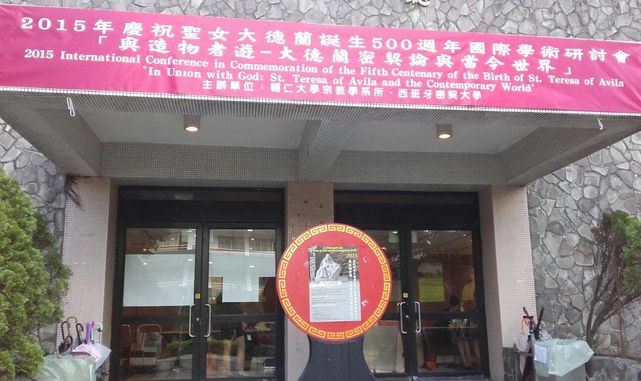 2015年慶祝聖女大德蘭誕生500週年國際學術研討會
「與造物者遊-大德蘭密契論與當今世界」
2015 International Conference in Commemoration of the Fifth Centenary of the Birth of St. Teresa of Avila
"In Union with God: St. Teresa of Avila and the Contemporary World"
主辦單位：輔仁大學宗教學系所、西班牙密契大學
2015